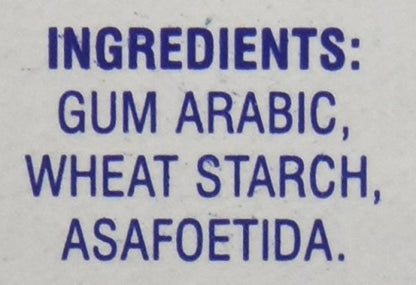 INGREDIENTS:
GUM ARABIC,
WHEAT STARCH,
ASAFOETIDA.